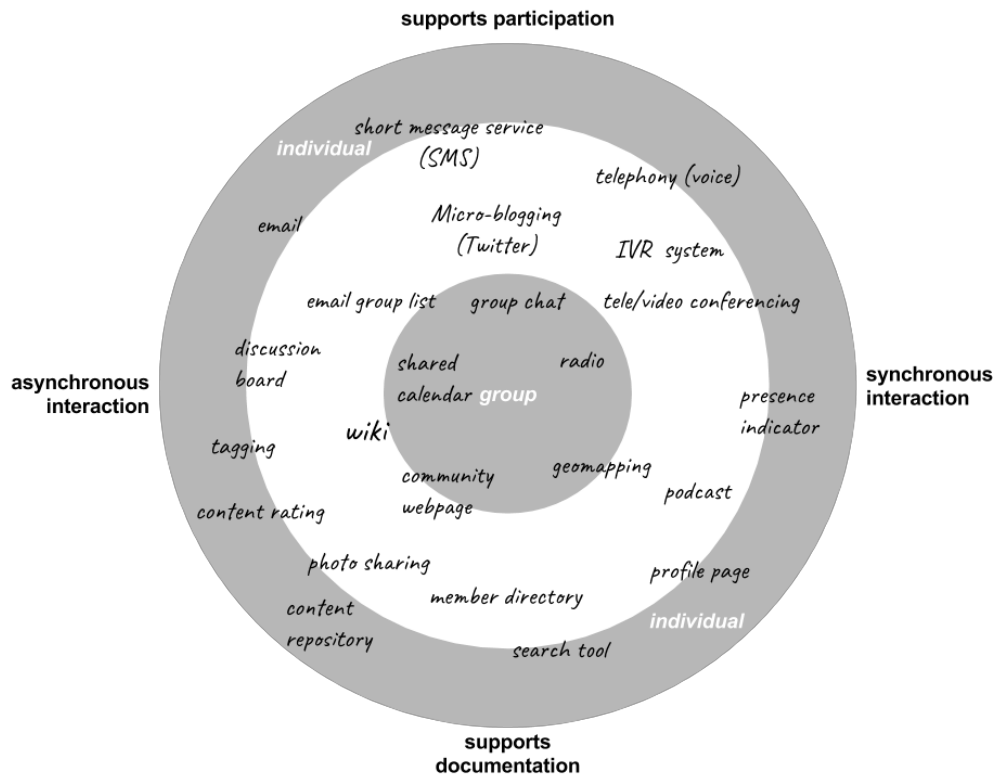 supports participation
short message service
(SMS)
individual
telephony (voice)
email
Micro-blogging
(Twitter)
IVR system
email group list
group chat
tele/video conferencing
discussion
board
shared
calendar
radio
group
asynchronous
interaction
synchronous
interaction
presence
indicator
wiki
tagging
community
webpage
geomapping
podcast
content rating
photo sharing
profile page
member directory
content
repository
individual
search tool
supports
documentation